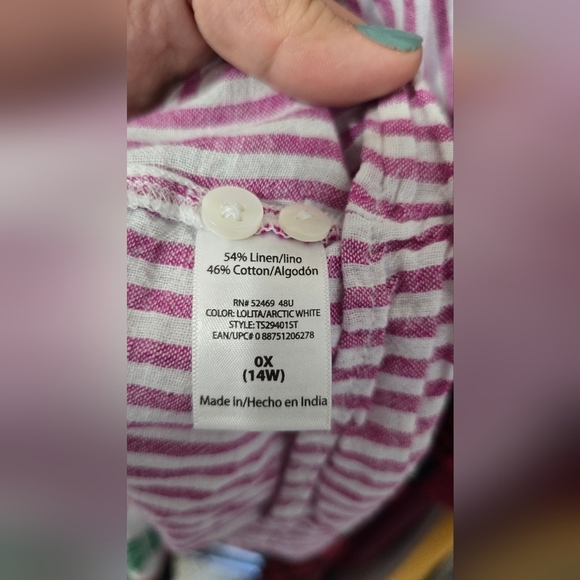 54% Linen/lino
46% Cotton/Algodón
RN# 52469 48U
COLOR: LOLITA/ARCTIC WHITE
STYLE: TS294015T
EAN/UPC# 0 88751206278
0X
(14W)
Made in/Hecho en India